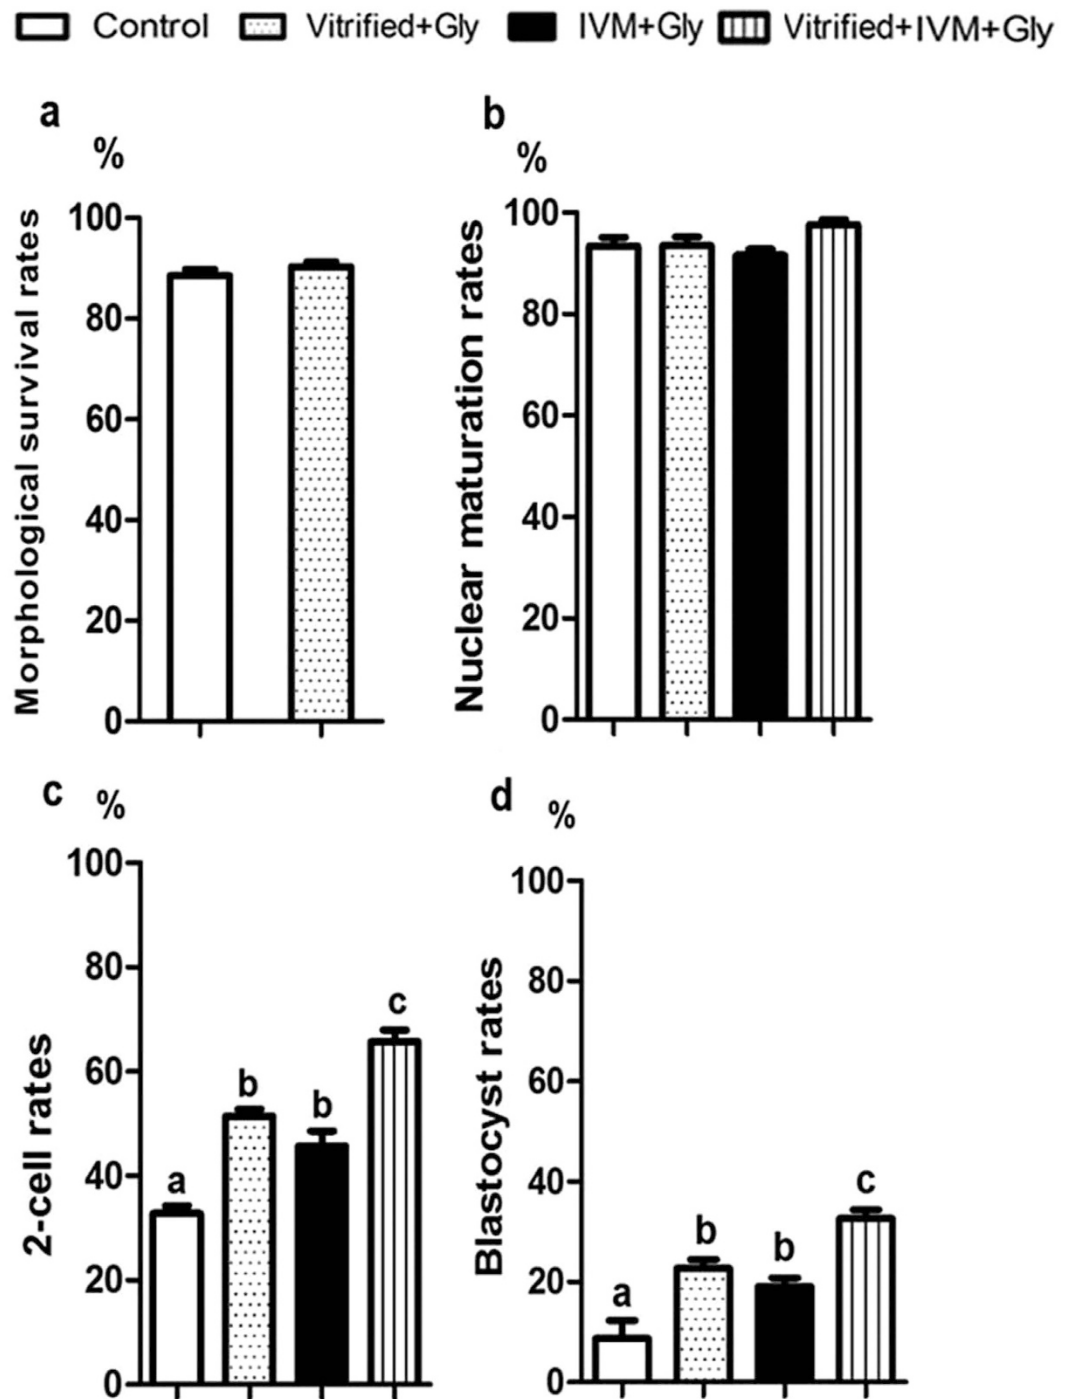 Control Vitrified+Gly IVM+Gly Vitrified+IVM+Gly
a
%
Morphological survival rates
100
80
60
40
20
0
b
%
Nuclear maturation rates
100
80
60
40
20
0
c
%
2-cell rates
100
80
60
40
20
0
a
b
b
c
d
%
Blastocyst rates
100
80
60
40
20
0
a
b
b
c